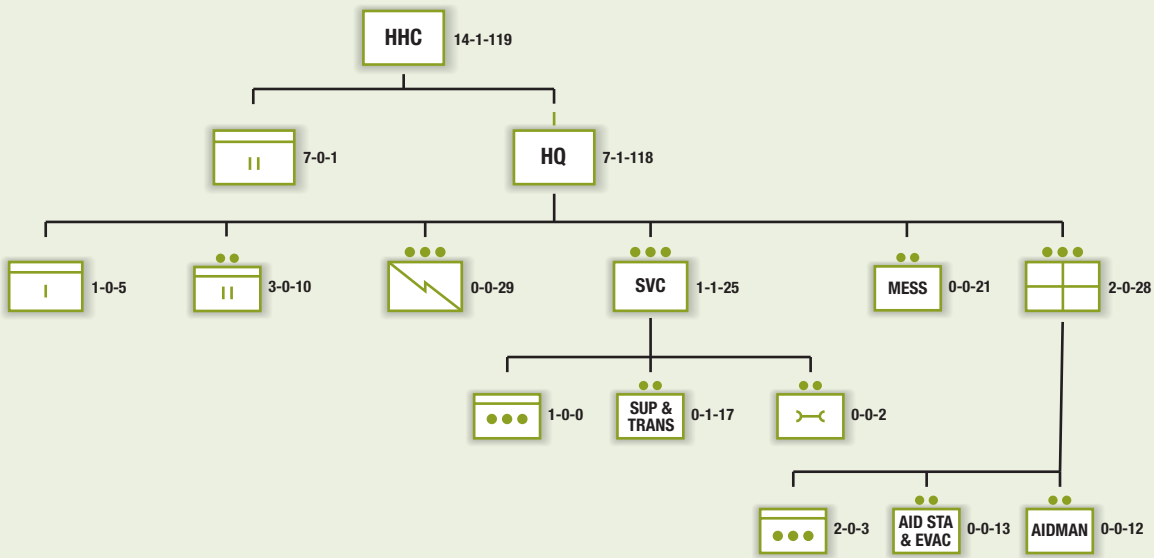 HHC 14-1-119
7-0-1
HQ 7-1-118
1-0-5
3-0-10
0-0-29
SVC 1-1-25
MESS 0-0-21
2-0-28
1-0-0
SUP &
TRANS 0-1-17
0-0-2
2-0-3
AID STA
& EVAC 0-0-13
AIDMAN 0-0-12